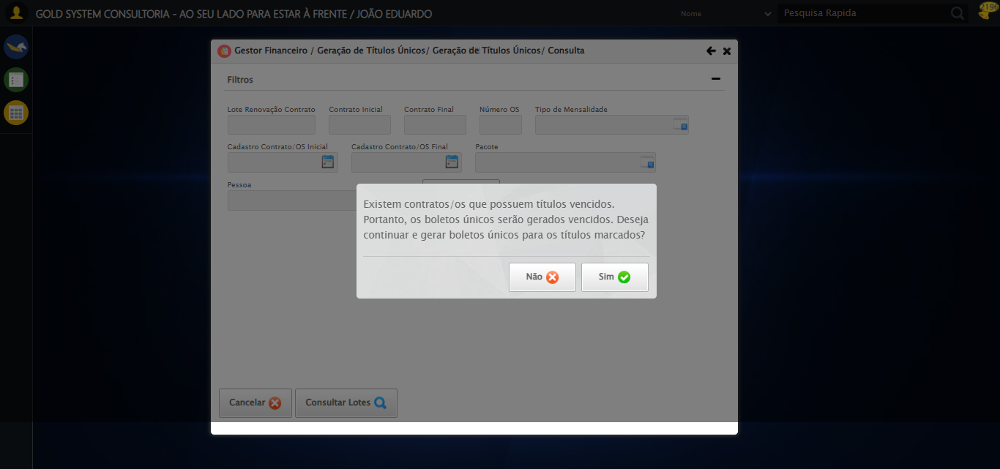 GOLD SYSTEM CONSULTORIA - AO SEU LADO PARA ESTAR À FRENTE / JOÃO EDUARDO
Nome
Pesquisa Rapida
2196
Gestor Financeiro / Geração de Títulos Únicos/ Geração de Títulos Únicos/ Consulta
Filtros
Lote Renovação Contrato Contrato Inicial Contrato Final Número OS Tipo de Mensalidade
Cadastro Contrato/OS Inicial Cadastro Contrato/OS Final Pacote
Pessoa
Existem contratos/os que possuem títulos vencidos.
Portanto, os boletos únicos serão gerados vencidos. Deseja
continuar e gerar boletos únicos para os títulos marcados?
Não Sim
Cancelar Consultar Lotes